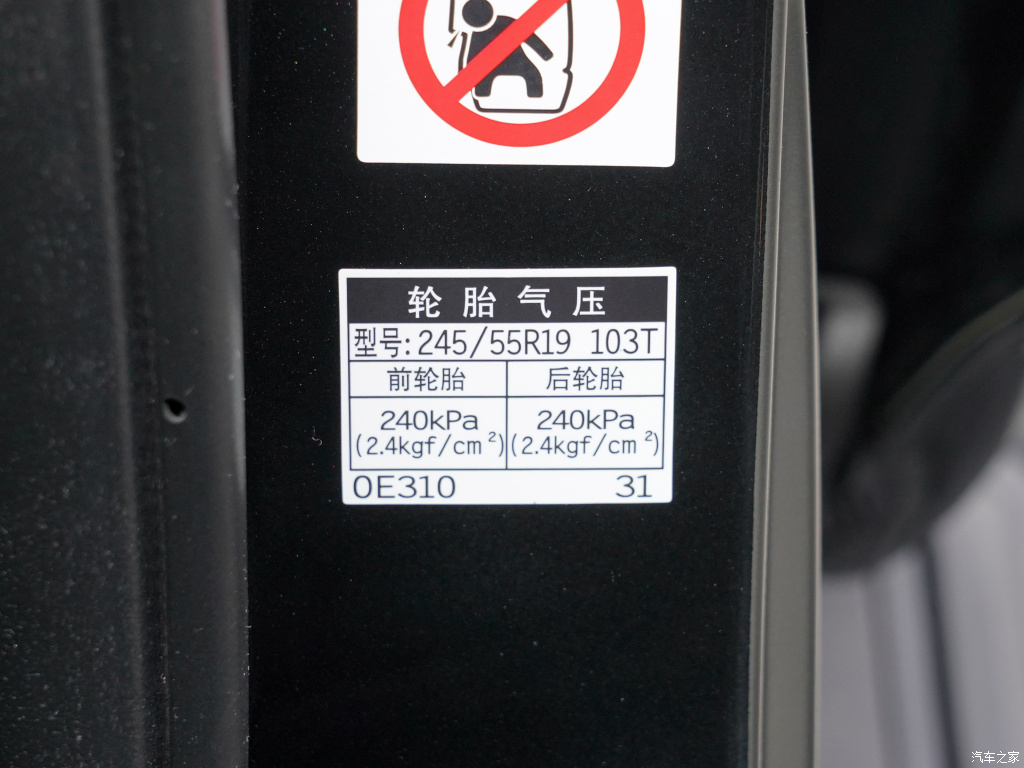 轮胎气压
型号:245/55R19 103T
前轮胎 后轮胎
240kPa 240kPa
(2.4kgf/cm²) (2.4kgf/cm²)
0E310 31
汽车之家